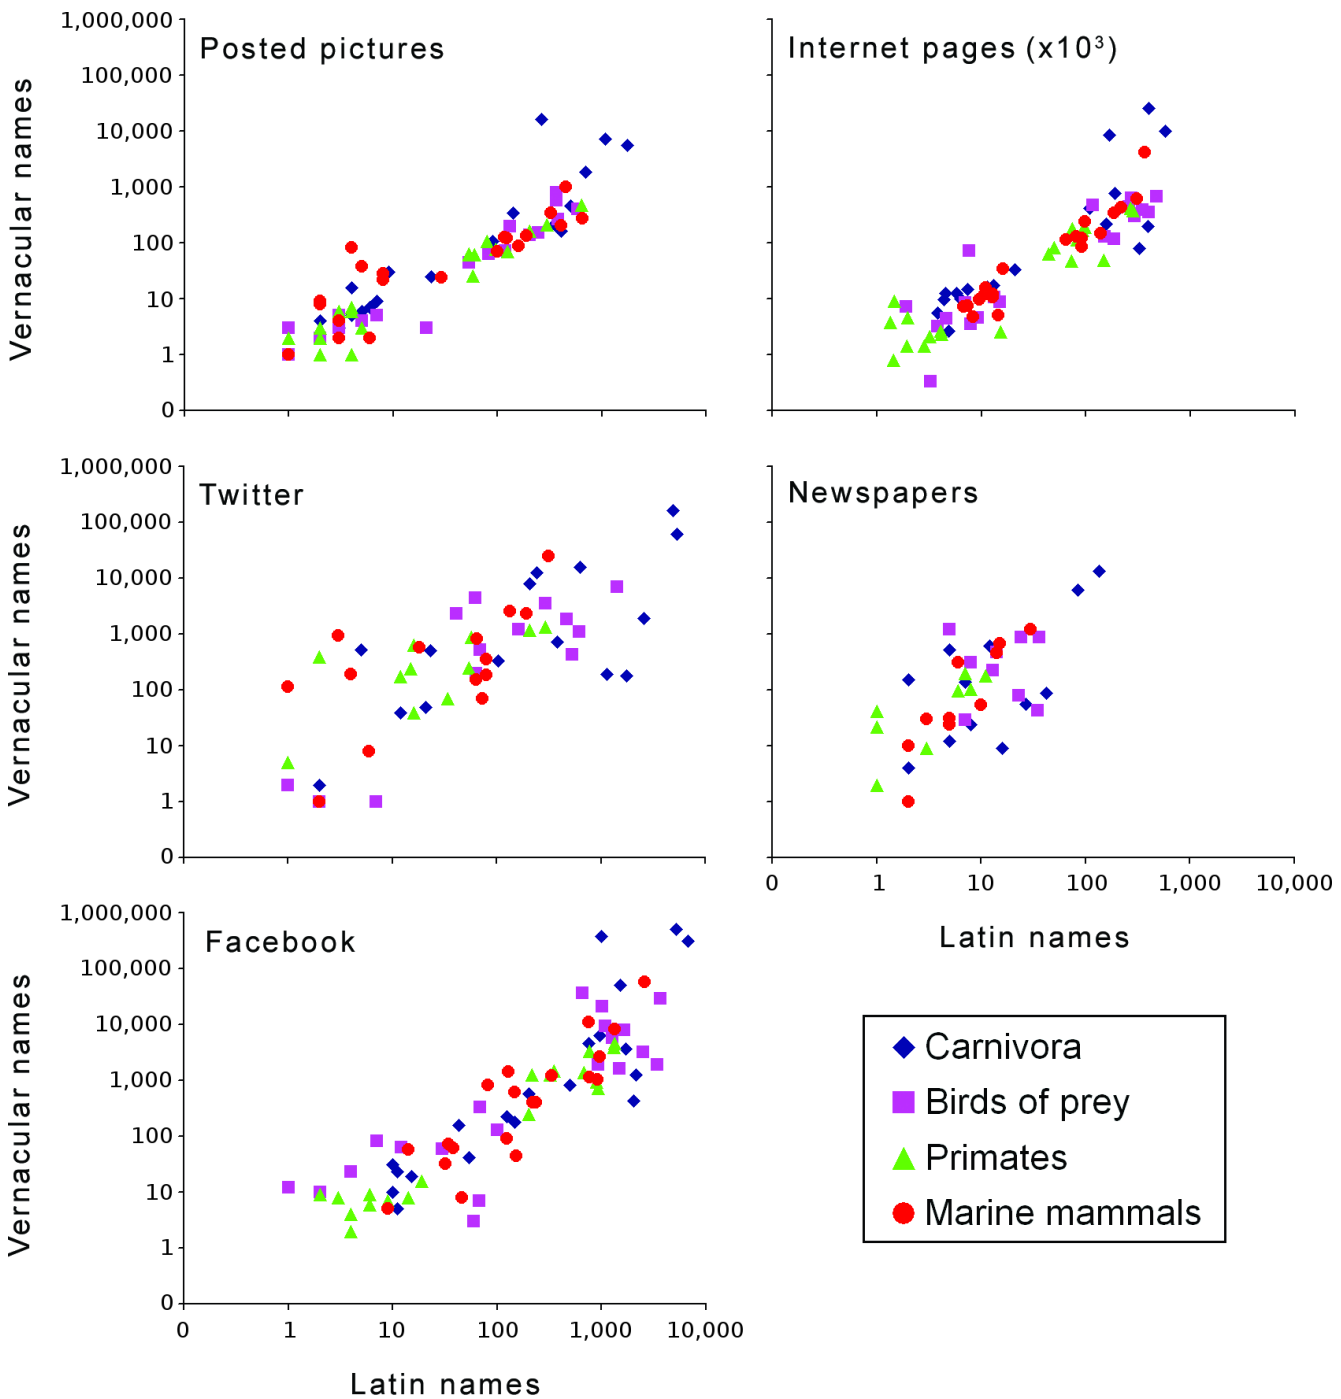 1,000,000
100,000
10,000
1,000
100
10
1
0
Vernacular names
Posted pictures
Internet pages (x10³)
1,000,000
100,000
10,000
1,000
100
10
1
0
Vernacular names
Twitter
Newspapers
0 1 10 100 1,000 10,000
Latin names
1,000,000
100,000
10,000
1,000
100
10
1
0
Vernacular names
Facebook
0 1 10 100 1,000 10,000
Latin names
Carnivora
Birds of prey
Primates
Marine mammals